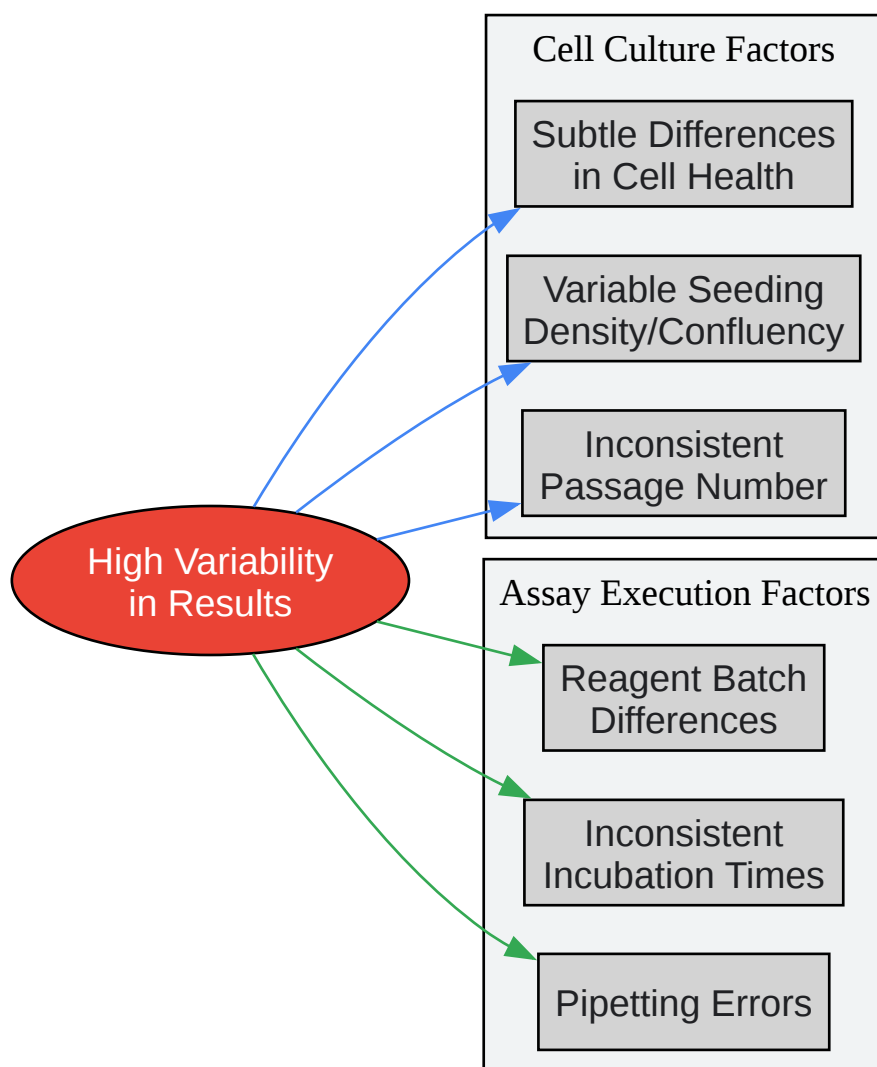 Cell Culture Factors
Subtle Differences
in Cell Health
Variable Seeding
Density/Confluency
Inconsistent
Passage Number
High Variability
in Results
Assay Execution Factors
Reagent Batch
Differences
Inconsistent
Incubation Times
Pipetting Errors